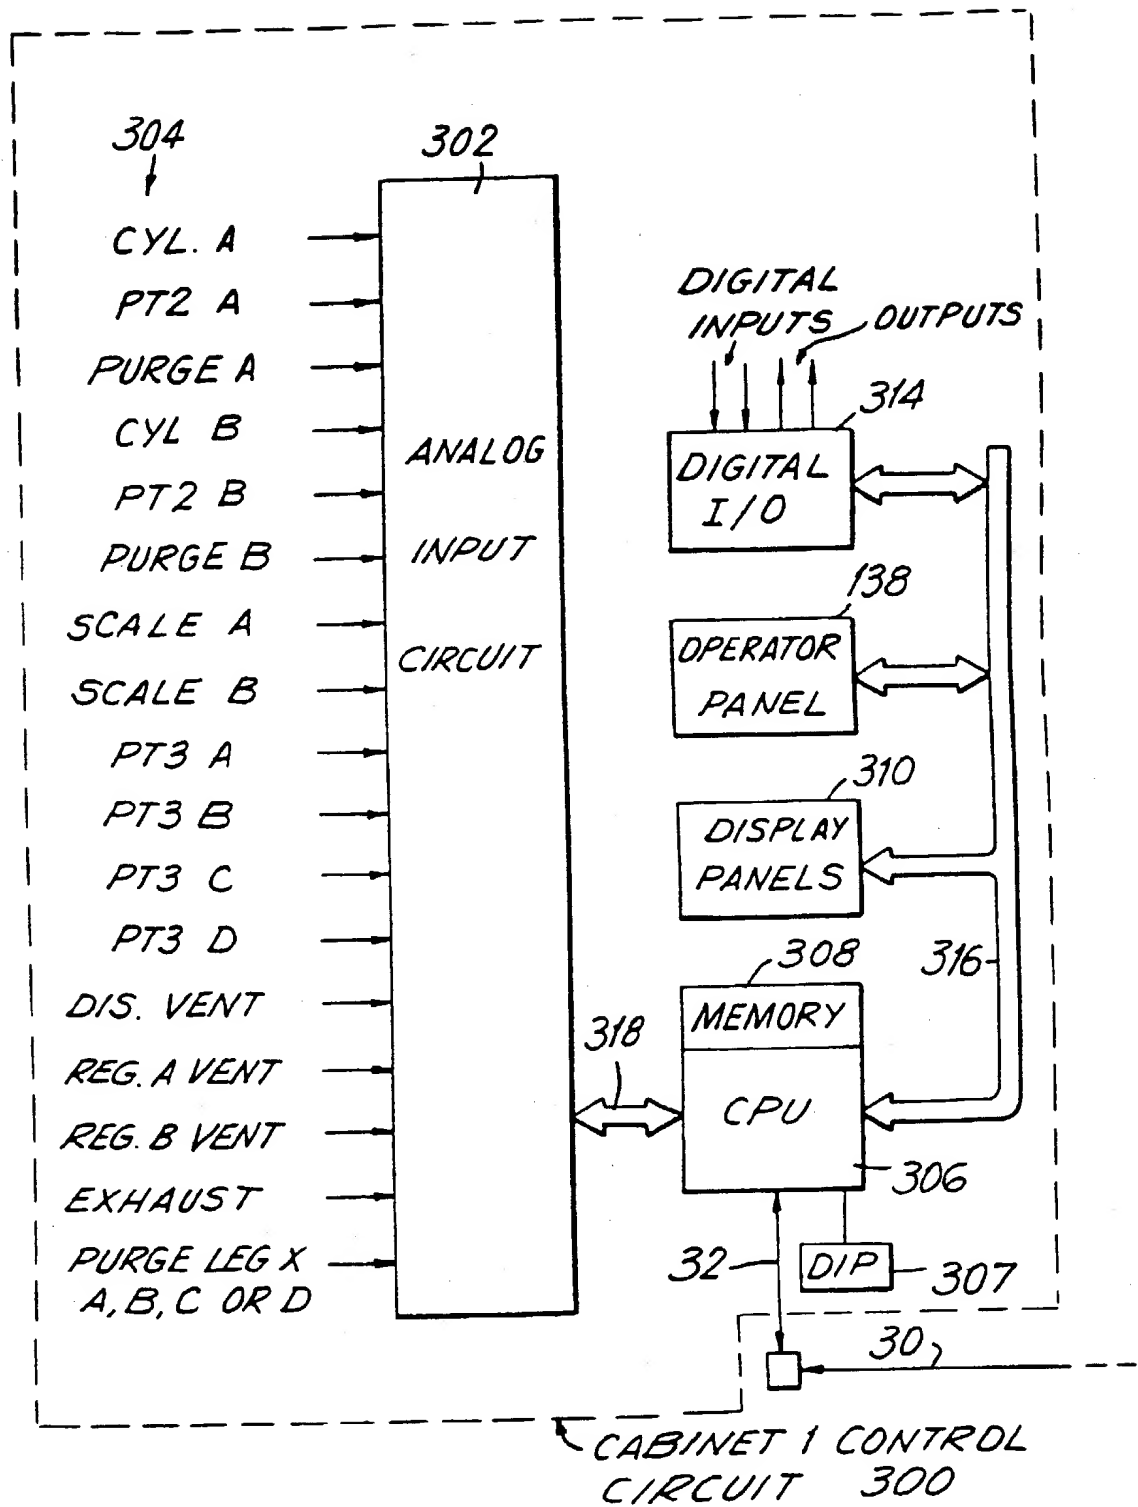 304
302
CYL. A
PT2 A
PURGE A
CYL B
PT2 B
PURGE B
SCALE A
SCALE B
PT3 A
PT3 B
PT3 C
PT3 D
DIS. VENT
REG. A VENT
REG. B VENT
EXHAUST
PURGE LEG X
A, B, C OR D
ANALOG
INPUT
CIRCUIT
DIGITAL
INPUTS
OUTPUTS
314
DIGITAL
I/O
138
OPERATOR
PANEL
310
DISPLAY
PANELS
316
308
MEMORY
318
CPU
306
32
DIP
307
30
CABINET 1 CONTROL
CIRCUIT 300